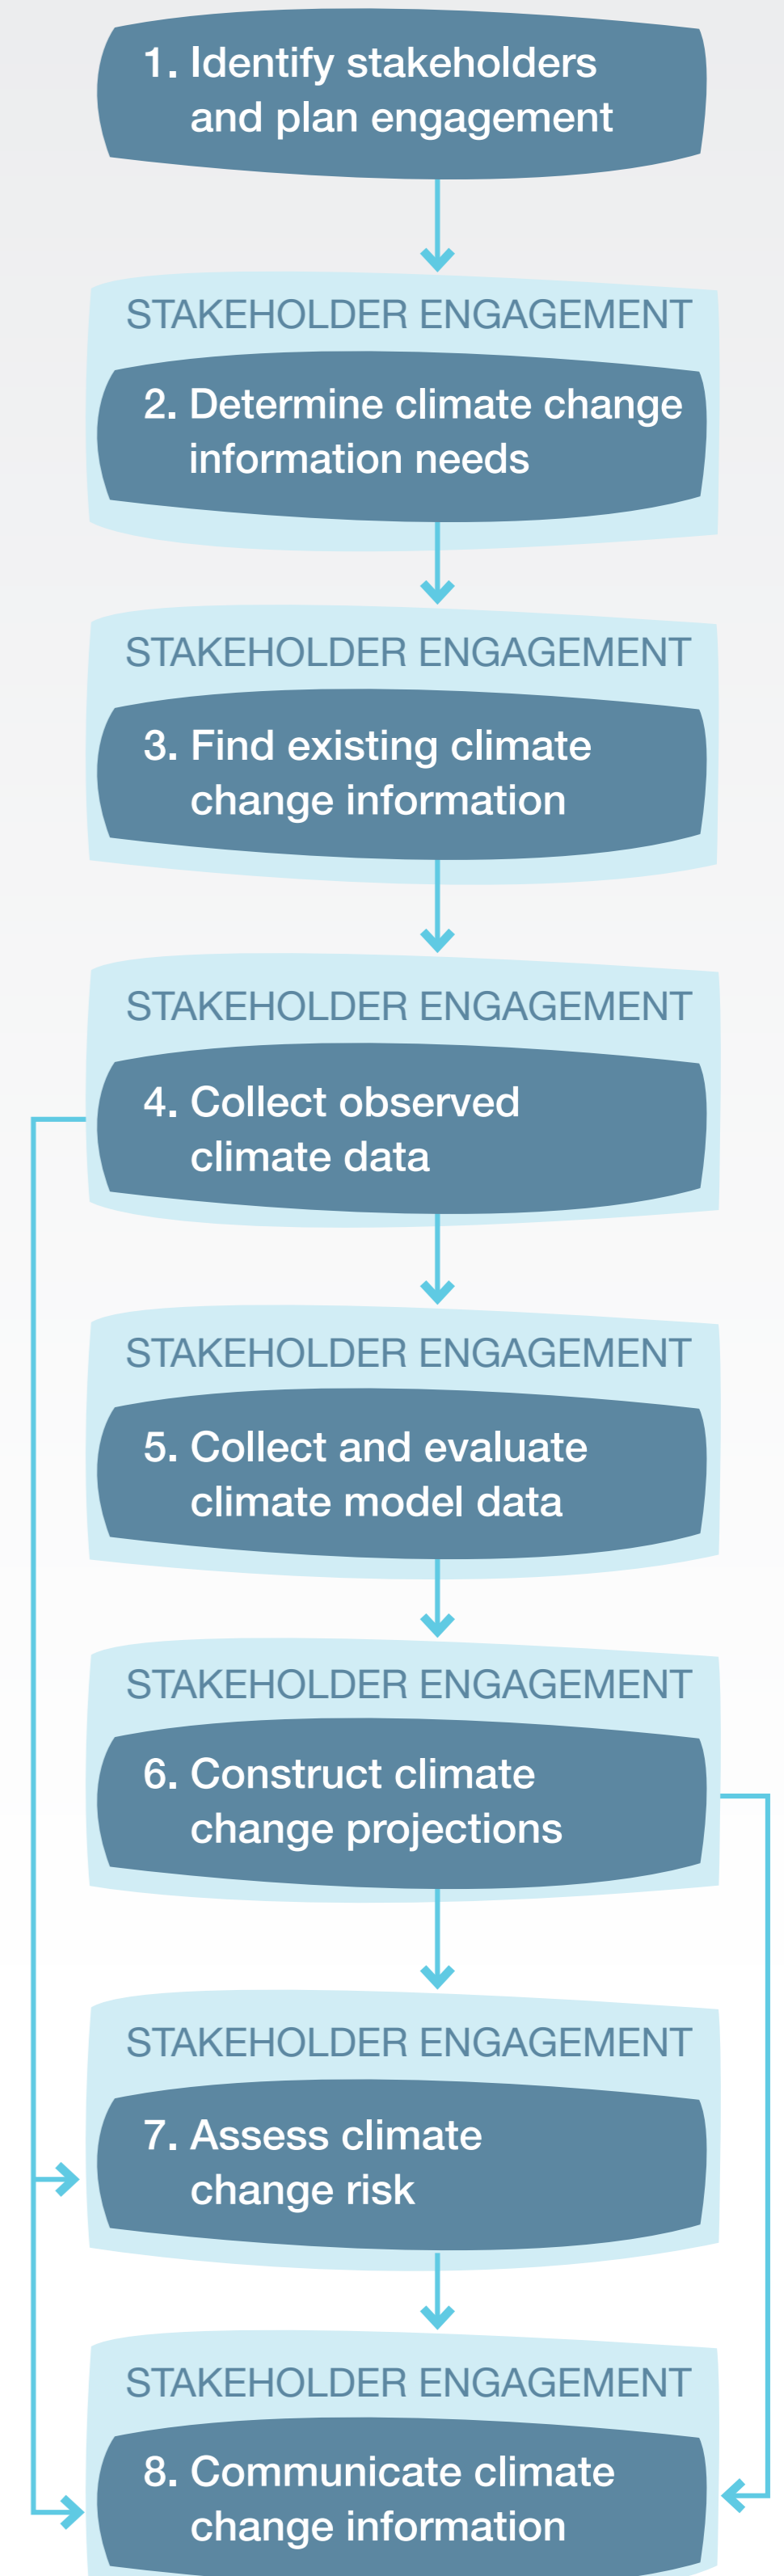 1. Identify stakeholders
and plan engagement
STAKEHOLDER ENGAGEMENT
2. Determine climate change
information needs
STAKEHOLDER ENGAGEMENT
3. Find existing climate
change information
STAKEHOLDER ENGAGEMENT
4. Collect observed
climate data
STAKEHOLDER ENGAGEMENT
5. Collect and evaluate
climate model data
STAKEHOLDER ENGAGEMENT
6. Construct climate
change projections
STAKEHOLDER ENGAGEMENT
7. Assess climate
change risk
STAKEHOLDER ENGAGEMENT
8. Communicate climate
change information